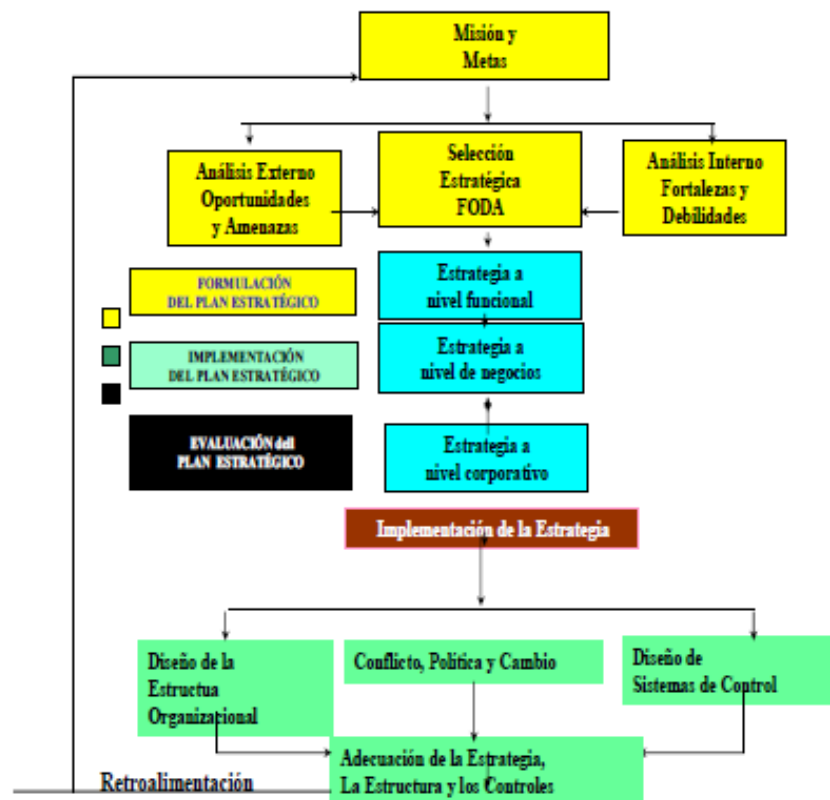 Misión y
Metas
Análisis Externo
Oportunidades
y Amenazas
Selección
Estratégica
FODA
Análisis Interno
Fortalezas y
Debilidades
FORMULACIÓN
DEL PLAN ESTRATÉGICO
Estrategia a
nivel funcional
IMPLEMENTACIÓN
DEL PLAN ESTRATÉGICO
Estrategia a
nivel de negocios
EVALUACIÓN dell
PLAN ESTRATÉGICO
Estrategia a
nivel corporativo
Implementación de la Estrategia
Diseño de la
Estructua
Organizacional
Conflicto, Política y Cambio
Diseño de
Sistemas de Control
Adecuación de la Estrategia,
La Estructura y los Controles
Retroalimentación